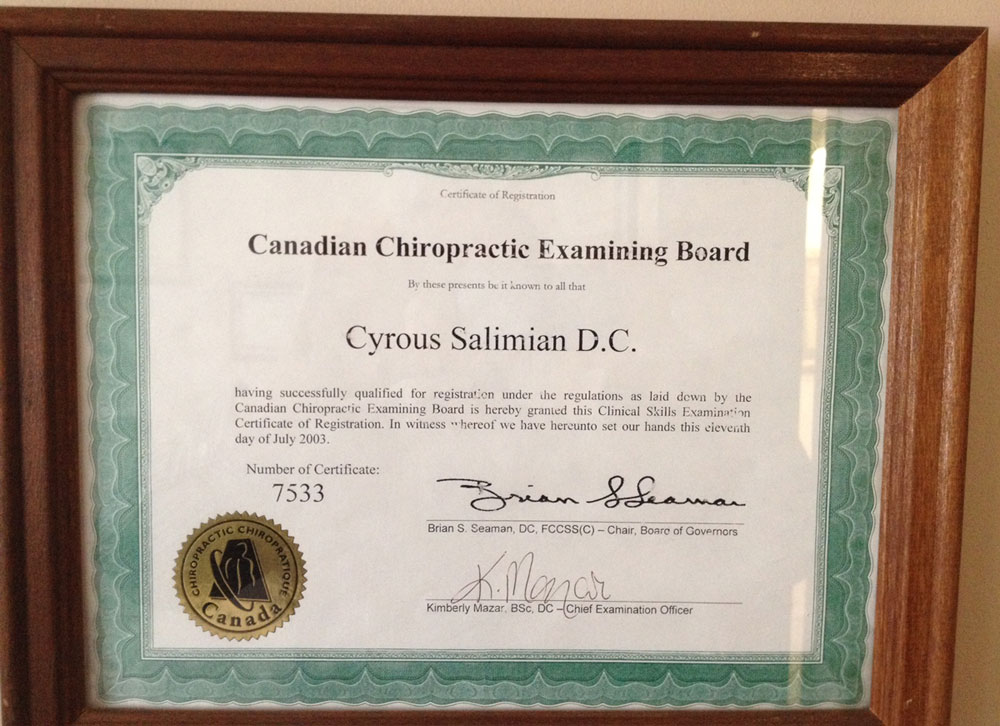 Certificate of Registration
Canadian Chiropractic Examining Board
By these presents be it known to all that
Cyrous Salimian D.C.
having successfully qualified for registration under the regulations as laid down by the
Canadian Chiropractic Examining Board is hereby granted this Clinical Skills Examination
Certificate of Registration. In witness whereof we have hereunto set our hands this eleventh
day of July 2003.
Number of Certificate:
7533
Brian S Seaman
Brian S. Seaman, DC, FCCSS(C) – Chair, Board of Governors
K. Mazar
Kimberly Mazar, BSc, DC – Chief Examination Officer
CHIROPRACTIC CHIROPRATIQUE
Canada